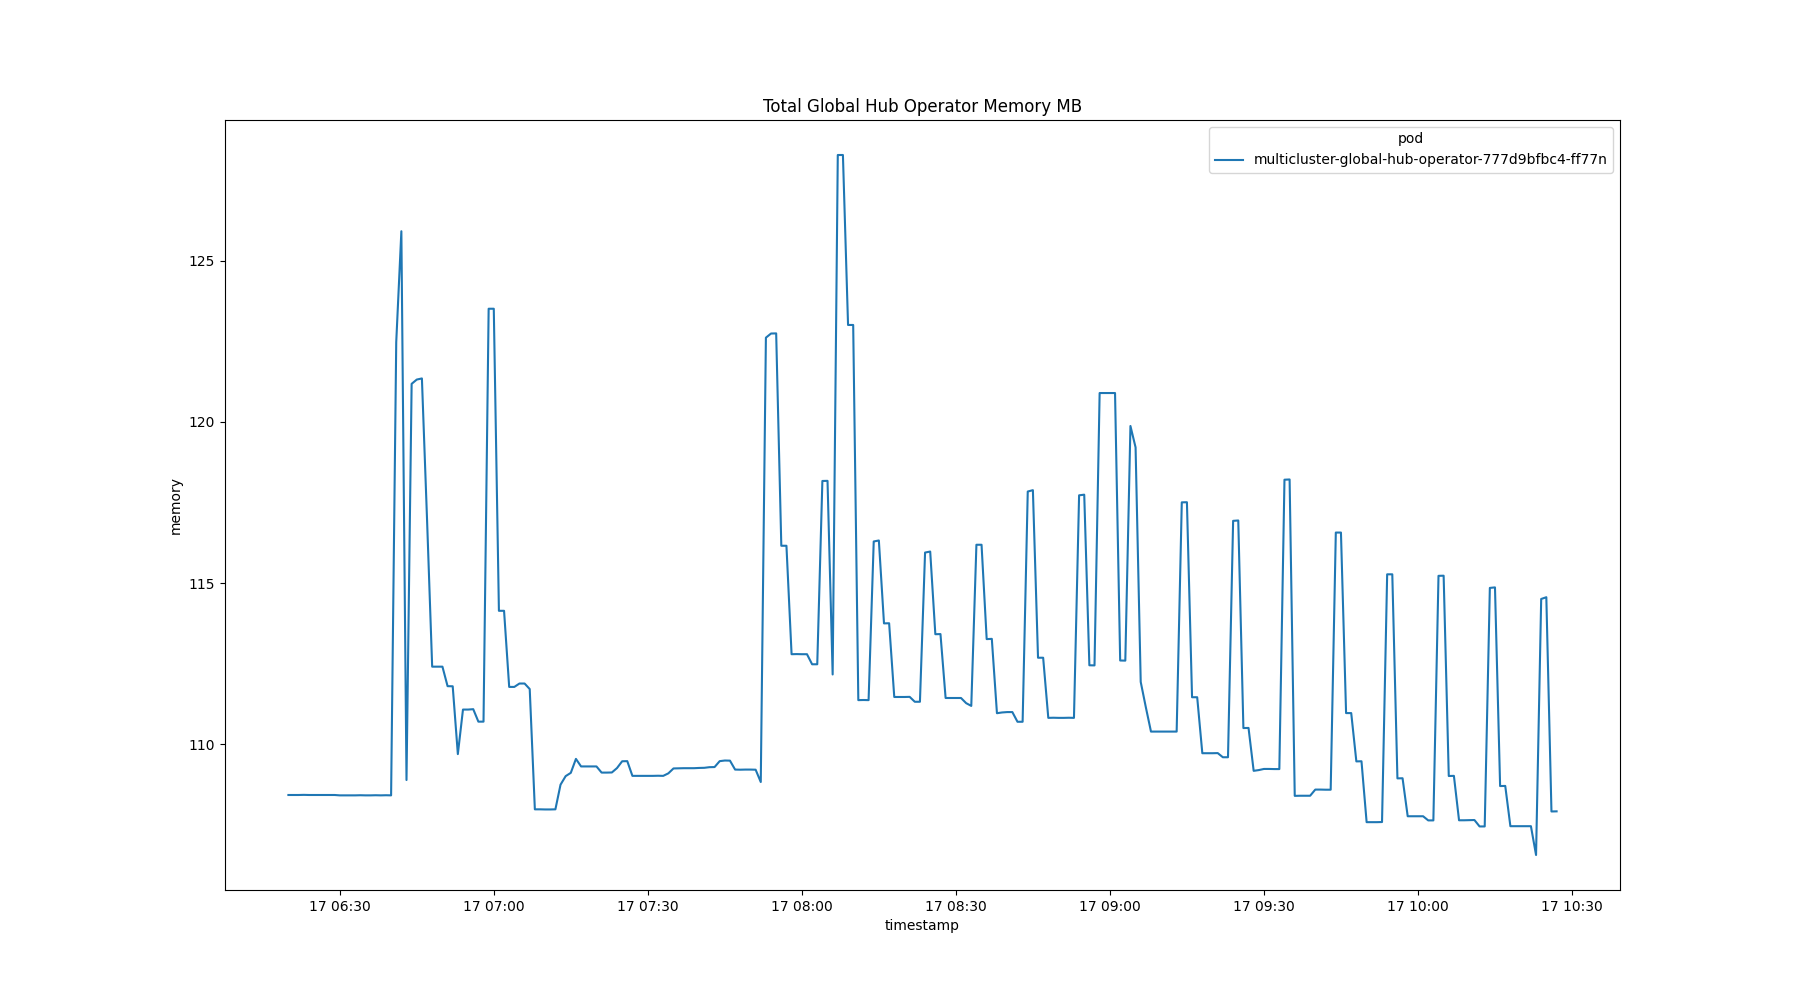 Total Global Hub Operator Memory MB
pod
multicluster-global-hub-operator-777d9bfbc4-ff77n
125
120
115
110
memory
17 06:30 17 07:00 17 07:30 17 08:00 17 08:30 17 09:00 17 09:30 17 10:00 17 10:30
timestamp